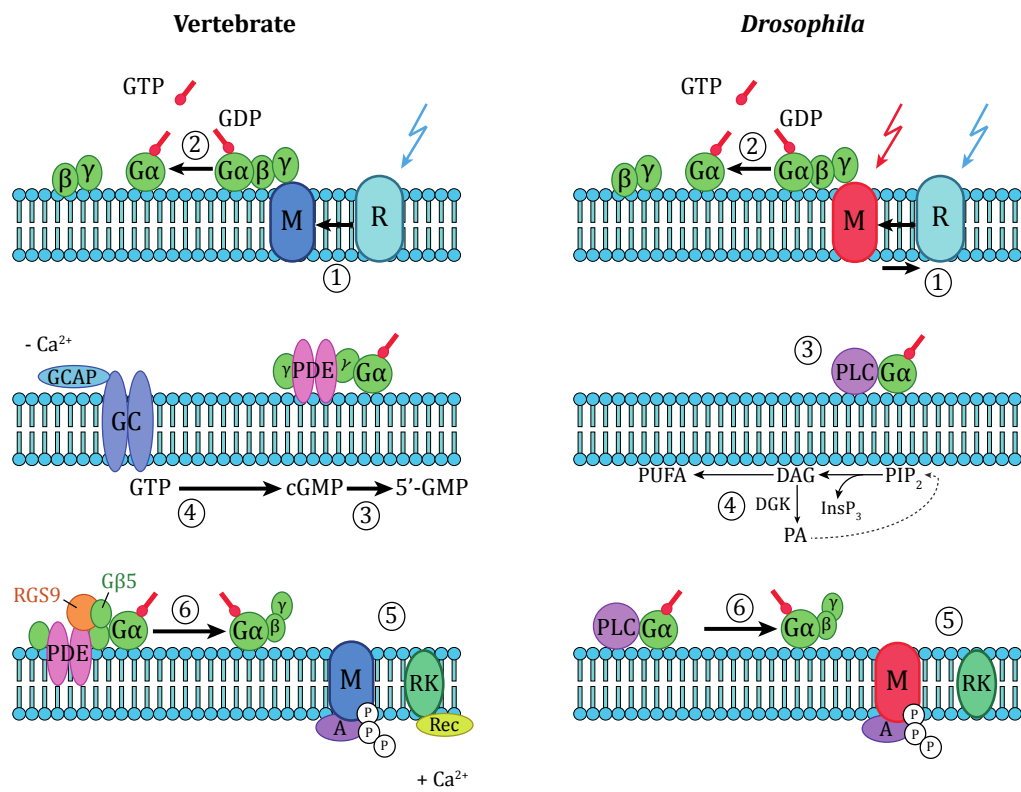 Vertebrate
GTP
GDP
2
β γ Gα Gα β γ
M R
1
- Ca²⁺
GCAP
GC
γ PDE γ Gα
GTP cGMP 5’-GMP
4 3
RGS9 Gβ5
6 5
PDE Gα Gα β γ
M RK
A P P P Rec
+ Ca²⁺
Drosophila
GTP
GDP
2
β γ Gα Gα β γ
M R
1
3
PLC Gα
PUFA DAG PIP₂
4 DGK InsP₃
PA
6 5
PLC Gα Gα β γ
M RK
A P P P